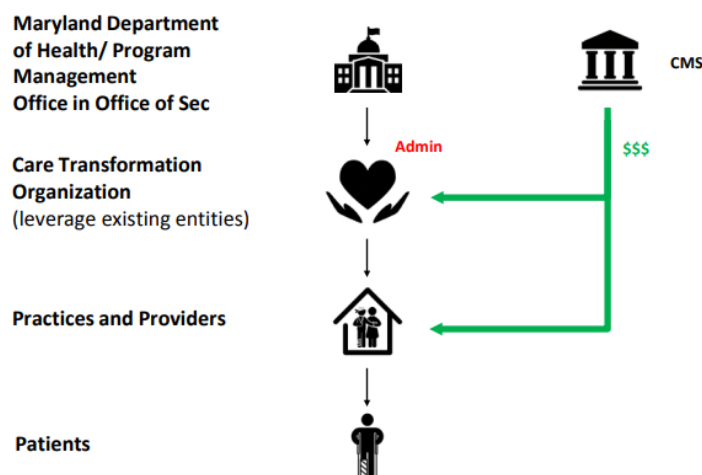 Maryland Department
of Health/ Program
Management
Office in Office of Sec
CMS
Admin
$$$
Care Transformation
Organization
(leverage existing entities)
Practices and Providers
Patients